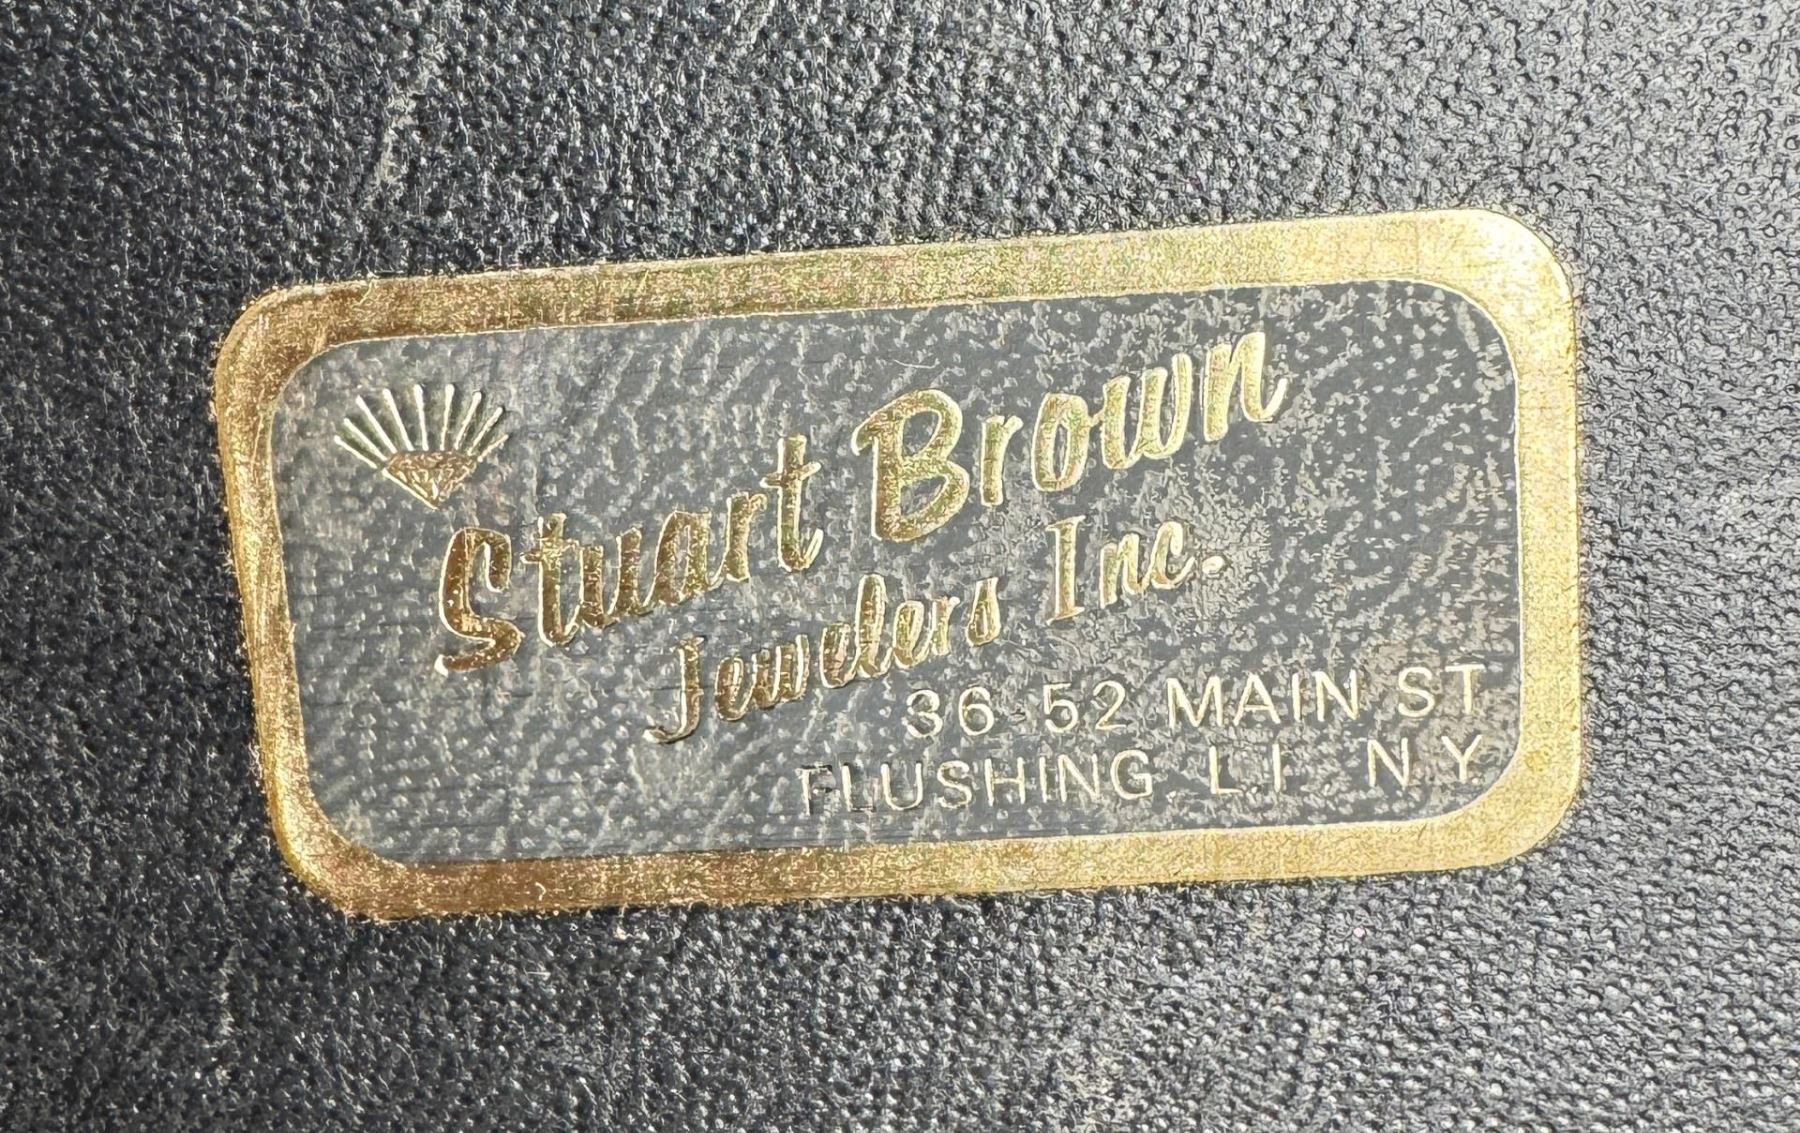 Stuart Brown
Jewelers Inc.
36-52 MAIN ST
FLUSHING. L.I., N.Y.